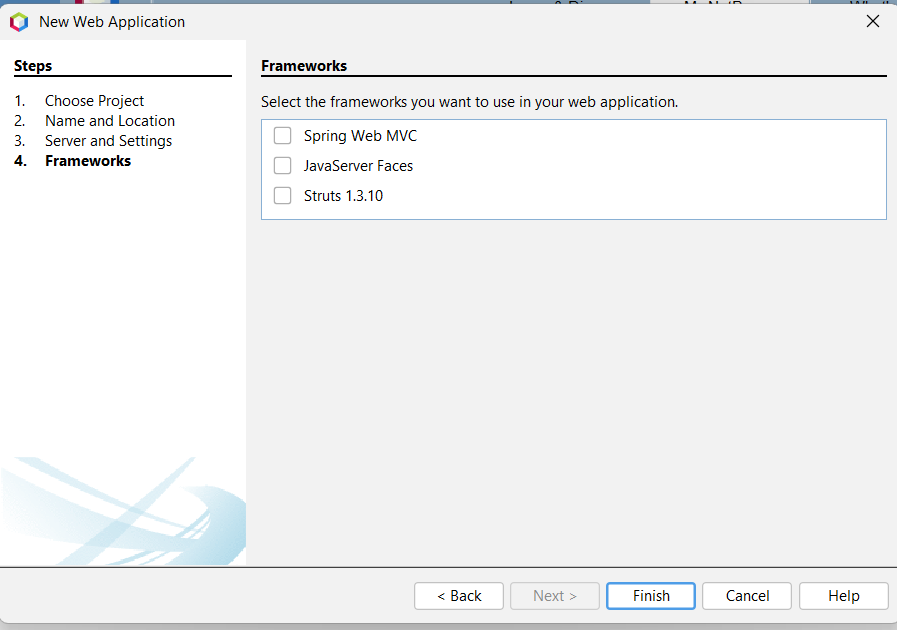 New Web Application
Steps
1. Choose Project
2. Name and Location
3. Server and Settings
4. Frameworks
Frameworks
Select the frameworks you want to use in your web application.
Spring Web MVC
JavaServer Faces
Struts 1.3.10
< Back
Next >
Finish
Cancel
Help